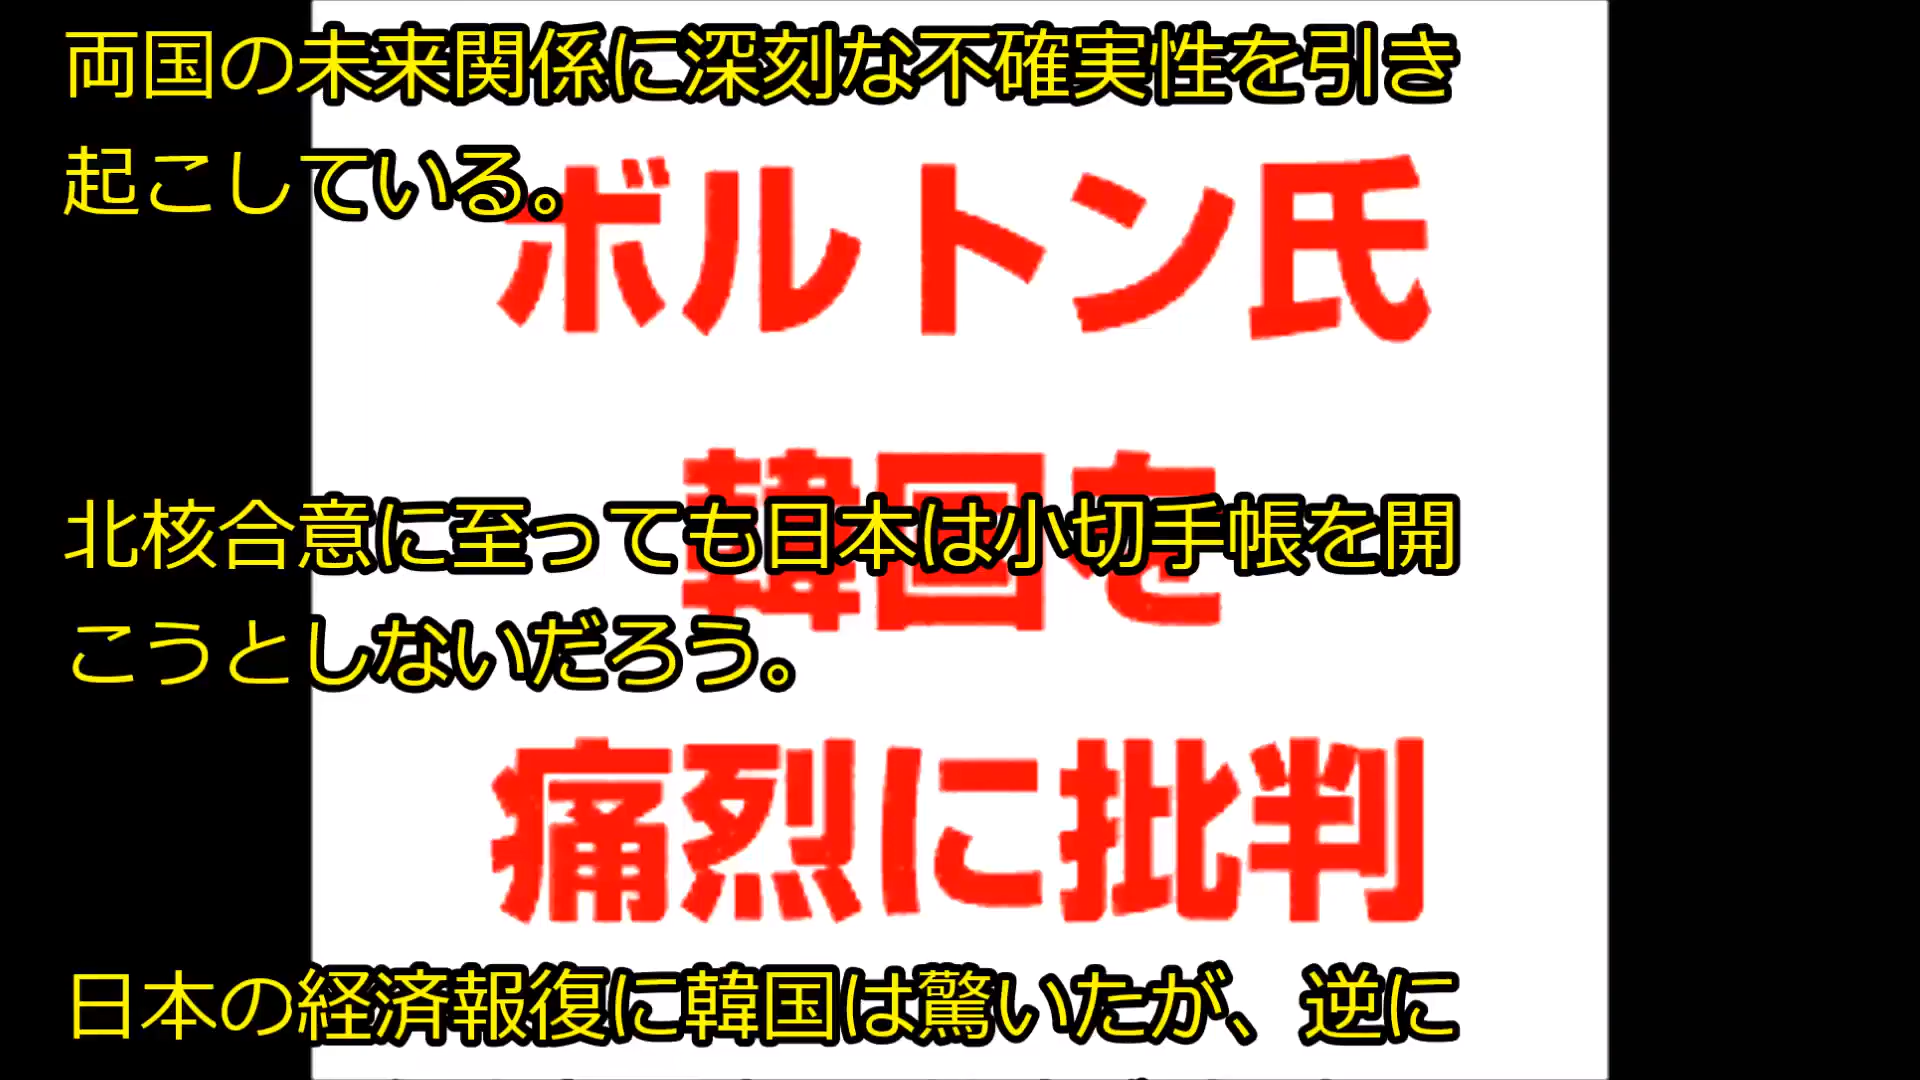 両国の未来関係に深刻な不確実性を引き
起こしている。
ボルトン氏
韓国を
北核合意に至っても日本は小切手帳を開
こうとしないだろう。
痛烈に批判
日本の経済報復に韓国は驚いたが、逆に